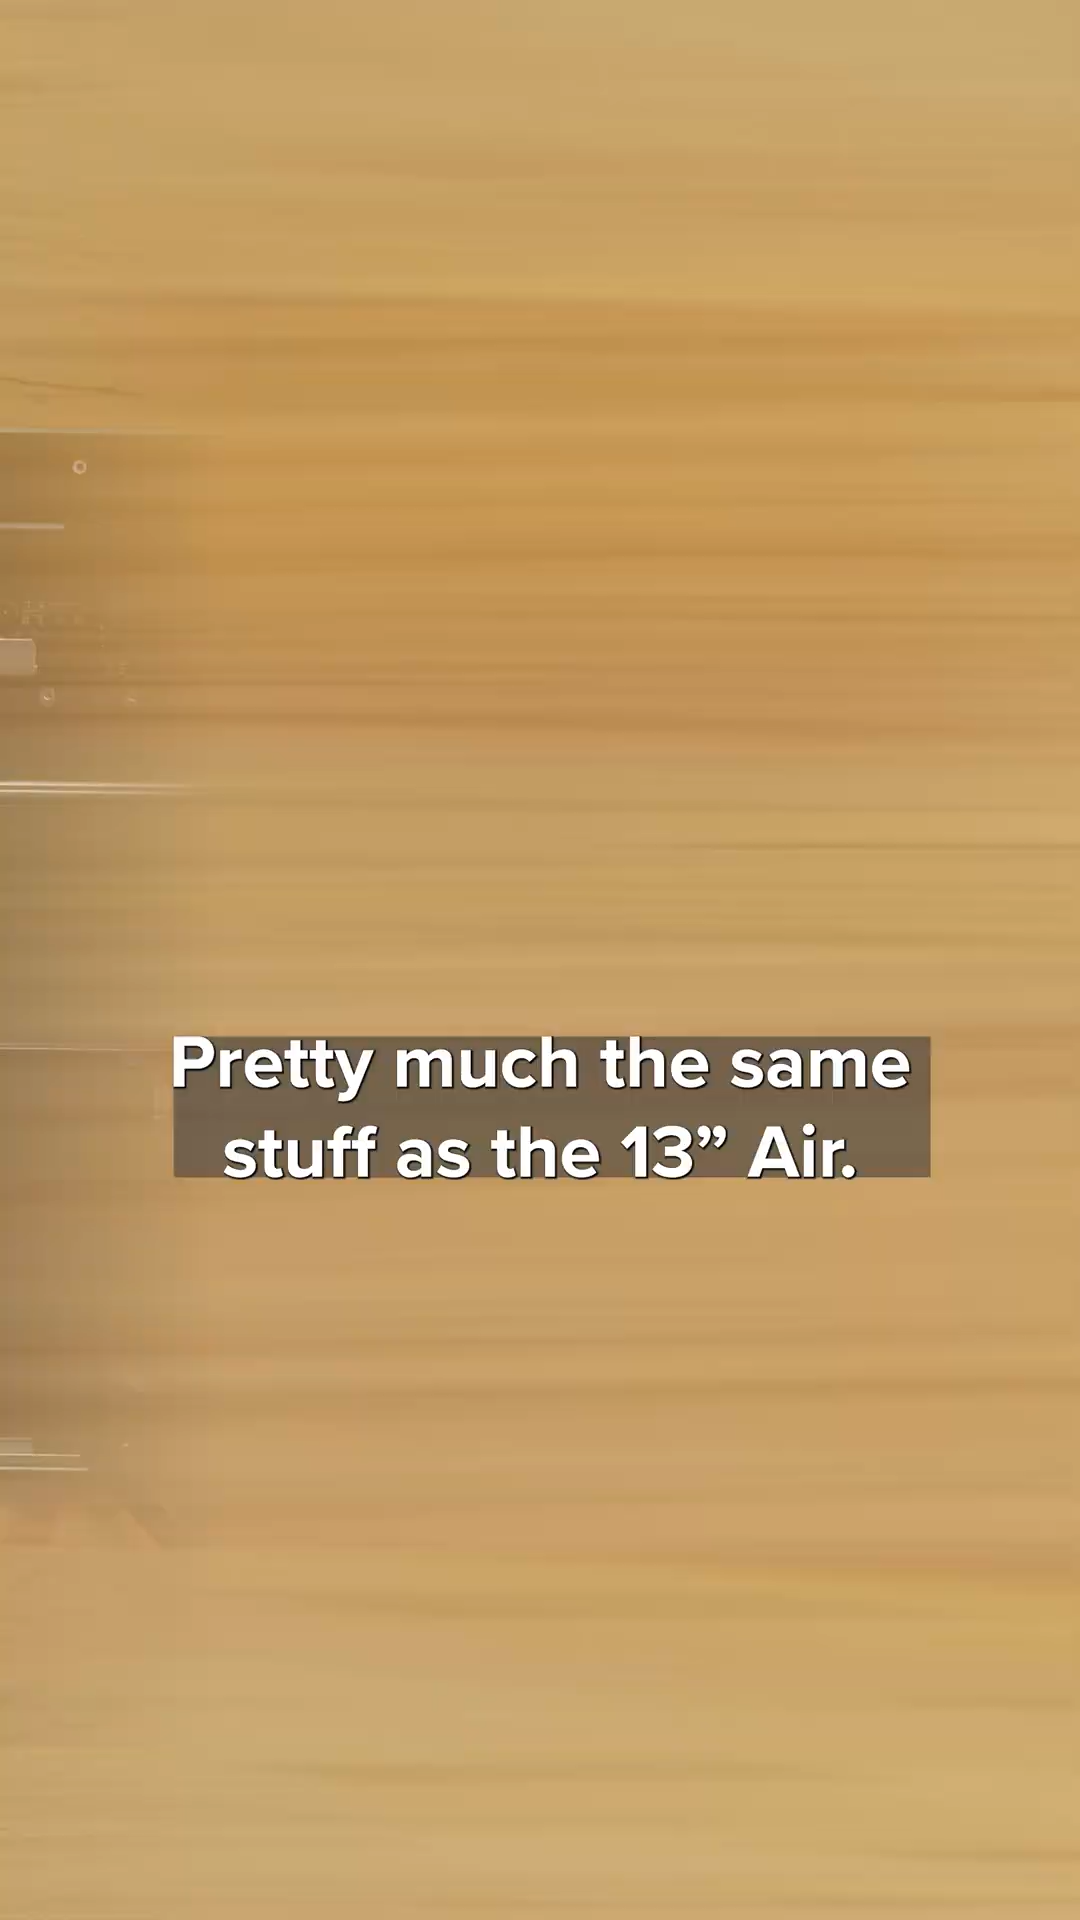 Pretty much the same
stuff as the 13” Air.